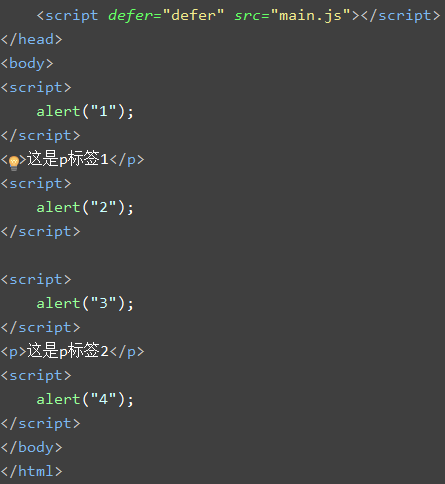 <script defer="defer" src="main.js"></script>
</head>
<body>
<script>
alert("1");
</script>
< >这是p标签1</p>
<script>
alert("2");
</script>
<script>
alert("3");
</script>
<p>这是p标签2</p>
<script>
alert("4");
</script>
</body>
</html>